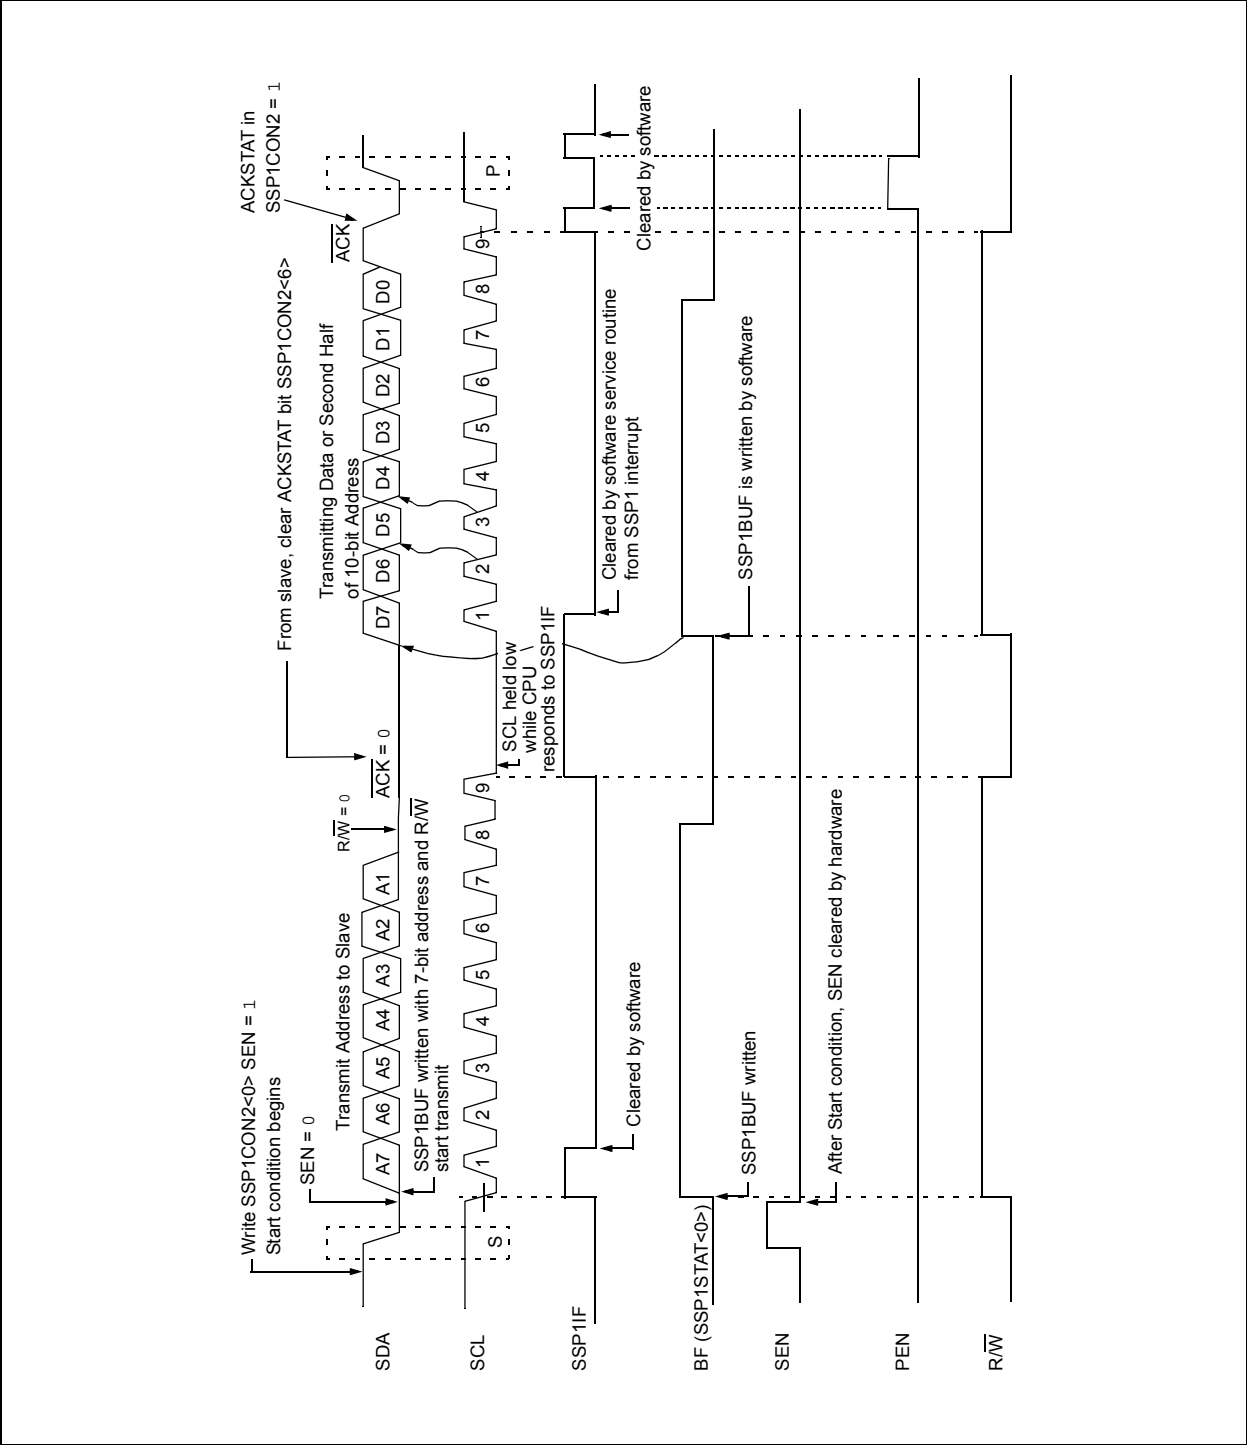 Write SSP1CON2<0> SEN = 1
Start condition begins
SEN = 0
Transmit Address to Slave
R/W = 0
From slave, clear ACKSTAT bit SSP1CON2<6>
ACK = 0
Transmitting Data or Second Half
of 10-bit Address
ACKSTAT in
SSP1CON2 = 1
ACK
SDA
A7 A6 A5 A4 A3 A2 A1
D7 D6 D5 D4 D3 D2 D1 D0
SSP1BUF written with 7-bit address and R/W
start transmit
SCL
S
1 2 3 4 5 6 7 8 9
1 2 3 4 5 6 7 8 9
P
SCL held low
while CPU
responds to SSP1IF
SSP1IF
Cleared by software
Cleared by software service routine
from SSP1 interrupt
Cleared by software
BF (SSP1STAT<0>)
SSP1BUF written
SSP1BUF is written by software
SEN
After Start condition, SEN cleared by hardware
PEN
R/W